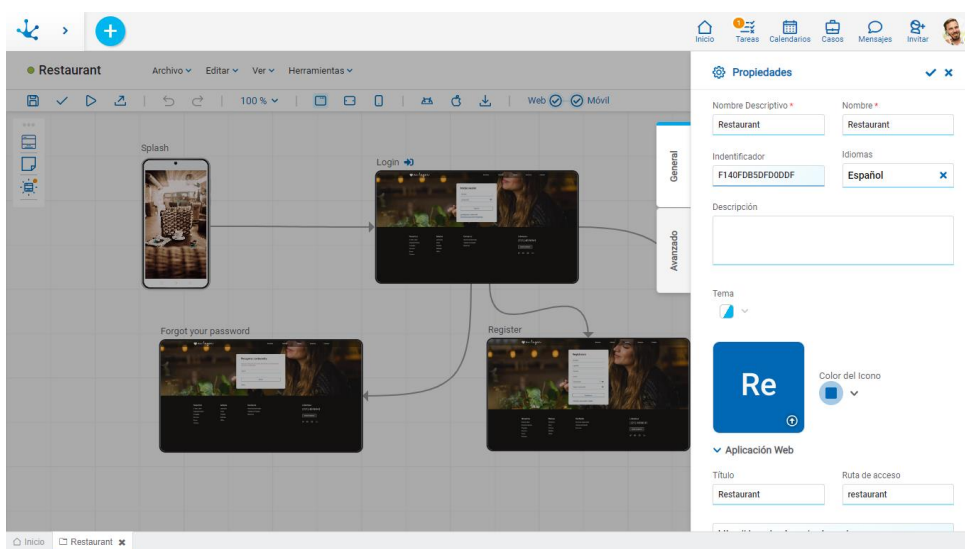 1
Inicio Tareas Calendarios Casos Mensajes Invitar
Restaurant Archivo Editar Ver Herramientas
Propiedades
100 % Web Móvil
Nombre Descriptivo * Nombre *
Restaurant Restaurant
Splash
Login
General
Indentificador Idiomas
F140FDB5DFD0DDF Español
Descripción
Avanzado
Tema
Forgot your password
Register
Re
Color del Icono
Aplicación Web
Título Ruta de acceso
Restaurant restaurant
Inicio Restaurant